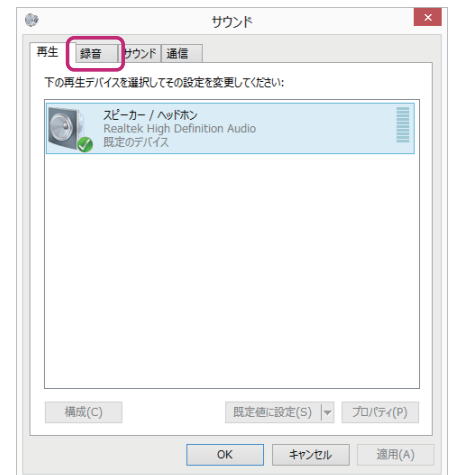 サウンド
再生 録音 サウンド 通信
下の再生デバイスを選択してその設定を変更してください:
スピーカー / ヘッドホン
Realtek High Definition Audio
既定のデバイス
構成(C) 既定値に設定(S) プロパティ(P)
OK キャンセル 適用(A)